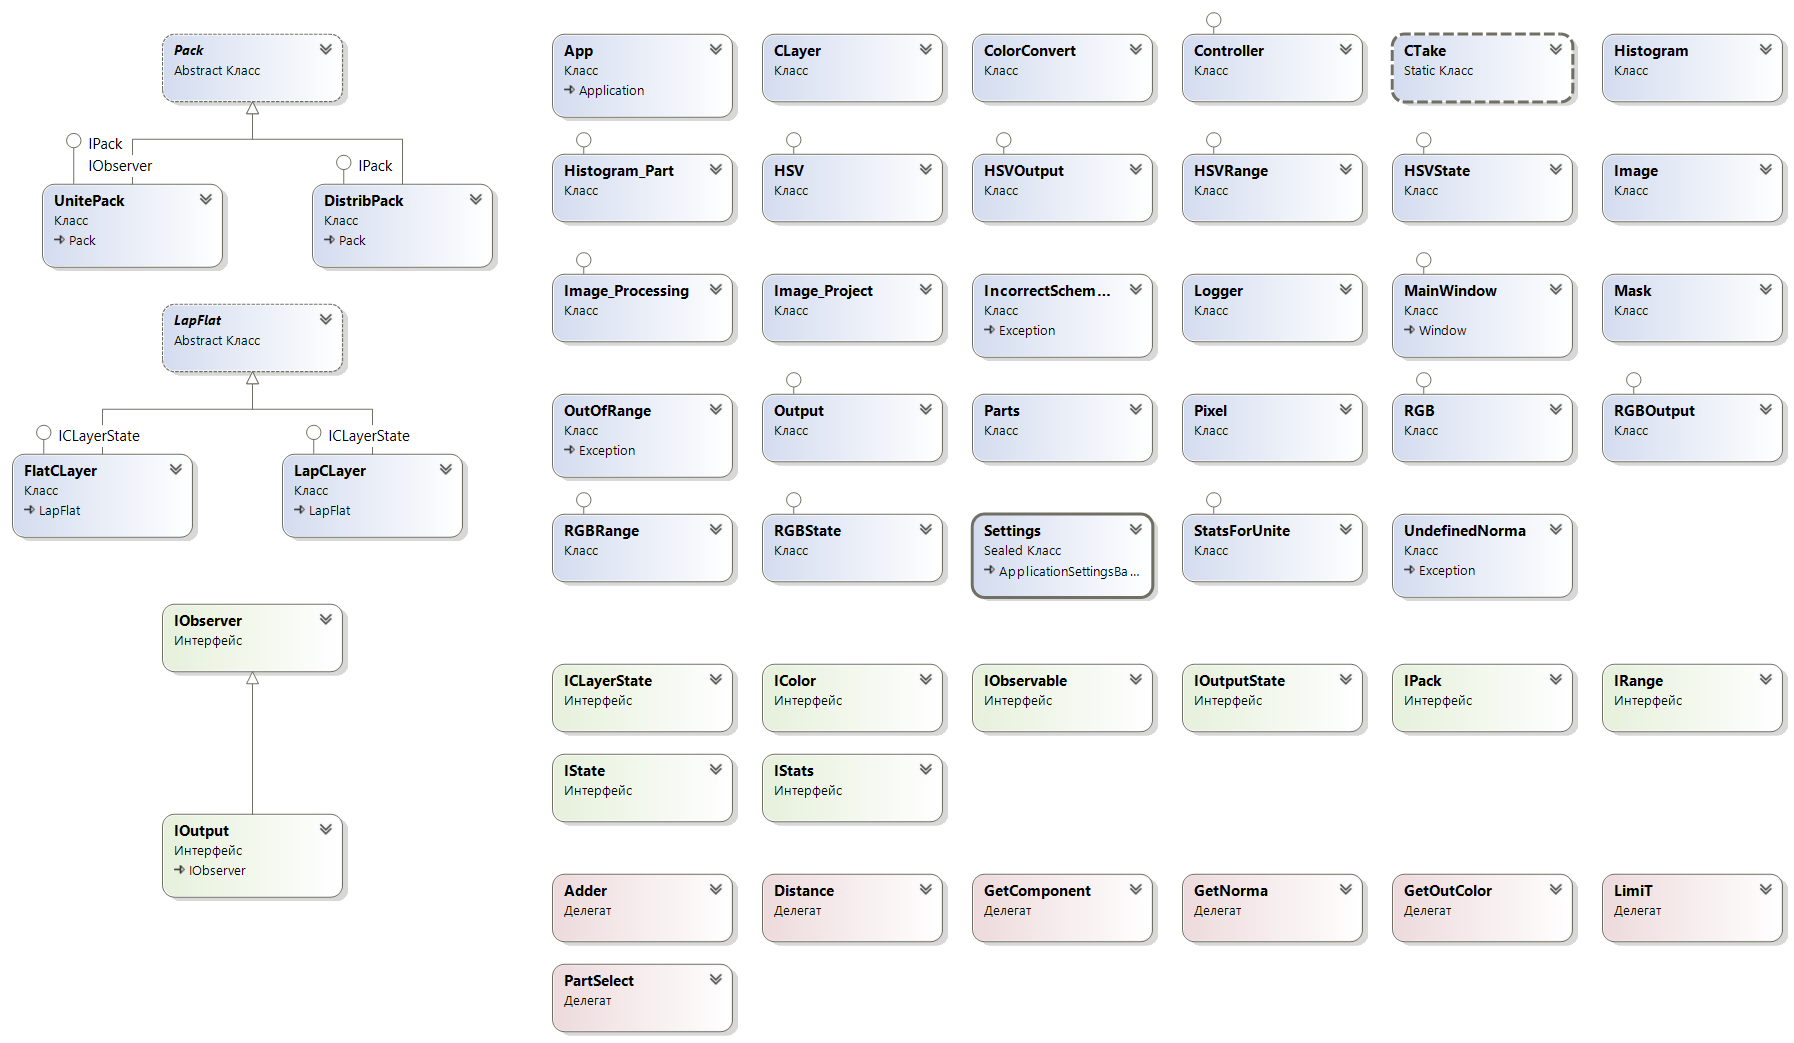 Pack
Abstract Класс
IPack
IObserver
IPack
UnitePack
Класс
Pack
DistribPack
Класс
Pack
LapFlat
Abstract Класс
ICLayerState
ICLayerState
FlatCLayer
Класс
LapFlat
LapCLayer
Класс
LapFlat
IObserver
Интерфейс
IOutput
Интерфейс
IObserver
App
Класс
Application
CLayer
Класс
ColorConvert
Класс
Controller
Класс
CTake
Static Класс
Histogram
Класс
Histogram_Part
Класс
HSV
Класс
HSVOutput
Класс
HSVRange
Класс
HSVState
Класс
Image
Класс
Image_Processing
Класс
Image_Project
Класс
IncorrectSchem...
Класс
Exception
Logger
Класс
MainWindow
Класс
Window
Mask
Класс
OutOfRange
Класс
Exception
Output
Класс
Parts
Класс
Pixel
Класс
RGB
Класс
RGBOutput
Класс
RGBRange
Класс
RGBState
Класс
Settings
Sealed Класс
ApplicationSettingsBa...
StatsForUnite
Класс
UndefinedNorma
Класс
Exception
ICLayerState
Интерфейс
IColor
Интерфейс
IObservable
Интерфейс
IOutputState
Интерфейс
IPack
Интерфейс
IRange
Интерфейс
IState
Интерфейс
IStats
Интерфейс
Adder
Делегат
Distance
Делегат
GetComponent
Делегат
GetNorma
Делегат
GetOutColor
Делегат
LimiT
Делегат
PartSelect
Делегат